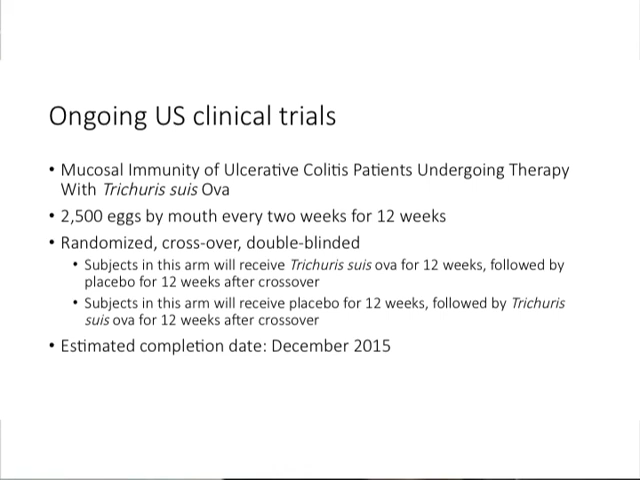 Ongoing US clinical trials
• Mucosal Immunity of Ulcerative Colitis Patients Undergoing Therapy
With Trichuris suis Ova
• 2,500 eggs by mouth every two weeks for 12 weeks
• Randomized, cross-over, double-blinded
• Subjects in this arm will receive Trichuris suis ova for 12 weeks, followed by
placebo for 12 weeks after crossover
• Subjects in this arm will receive placebo for 12 weeks, followed by Trichuris
suis ova for 12 weeks after crossover
• Estimated completion date: December 2015